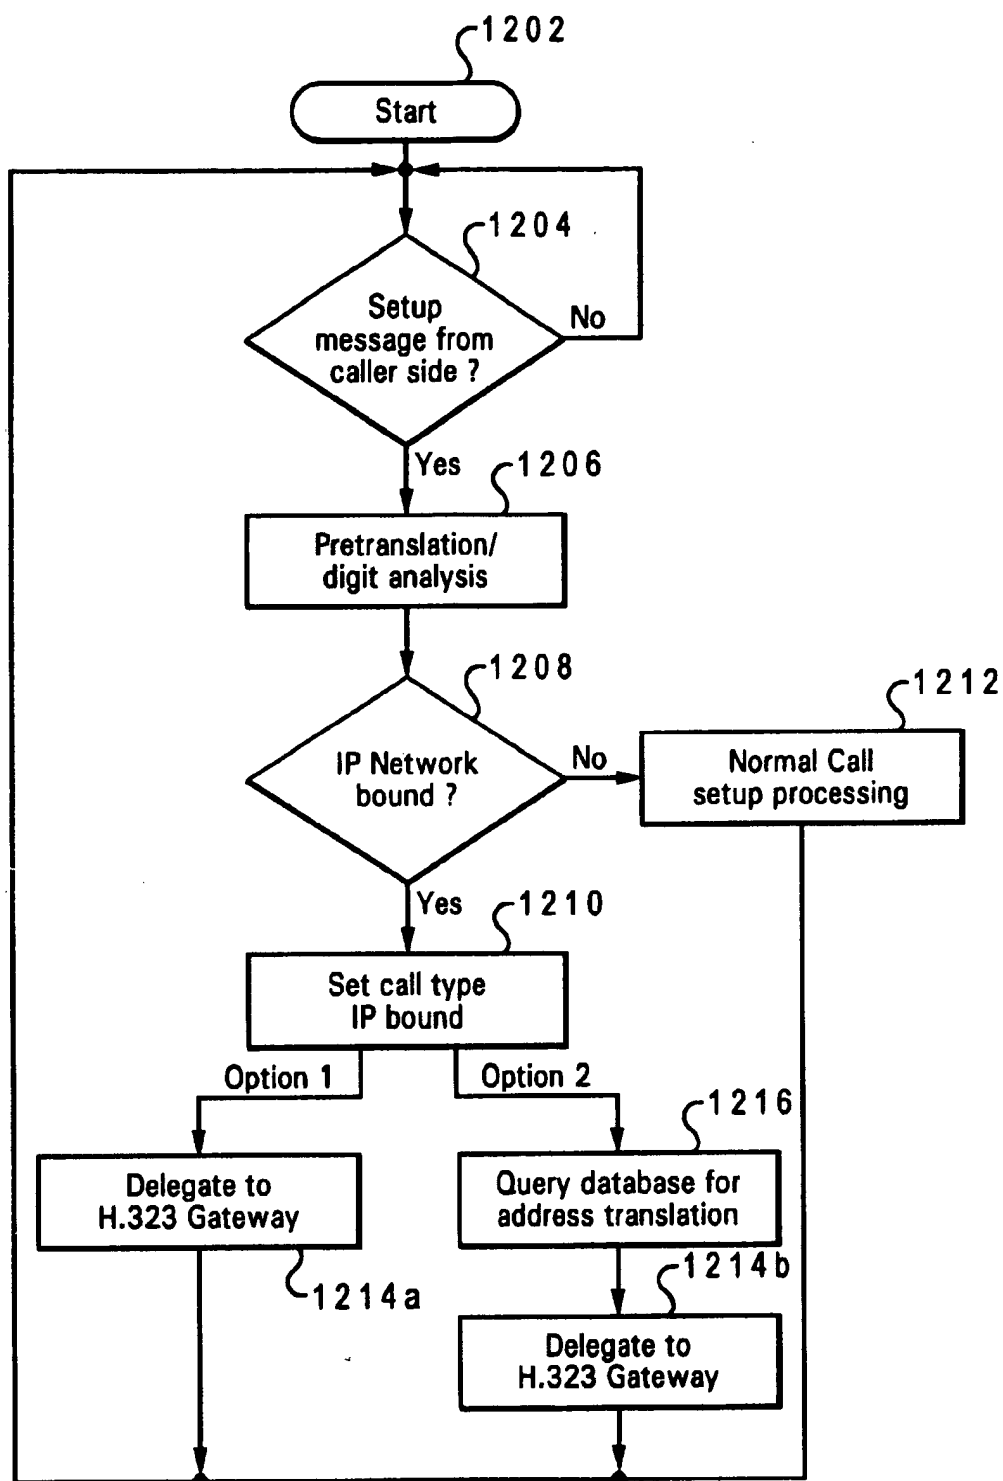 1202
Start
1204
Setup
message from
caller side ?
No
Yes
1206
Pretranslation/
digit analysis
1208
IP Network
bound ?
No
1212
Normal Call
setup processing
Yes
1210
Set call type
IP bound
Option 1
Option 2
1216
Delegate to
H.323 Gateway
1214a
Query database for
address translation
1214b
Delegate to
H.323 Gateway